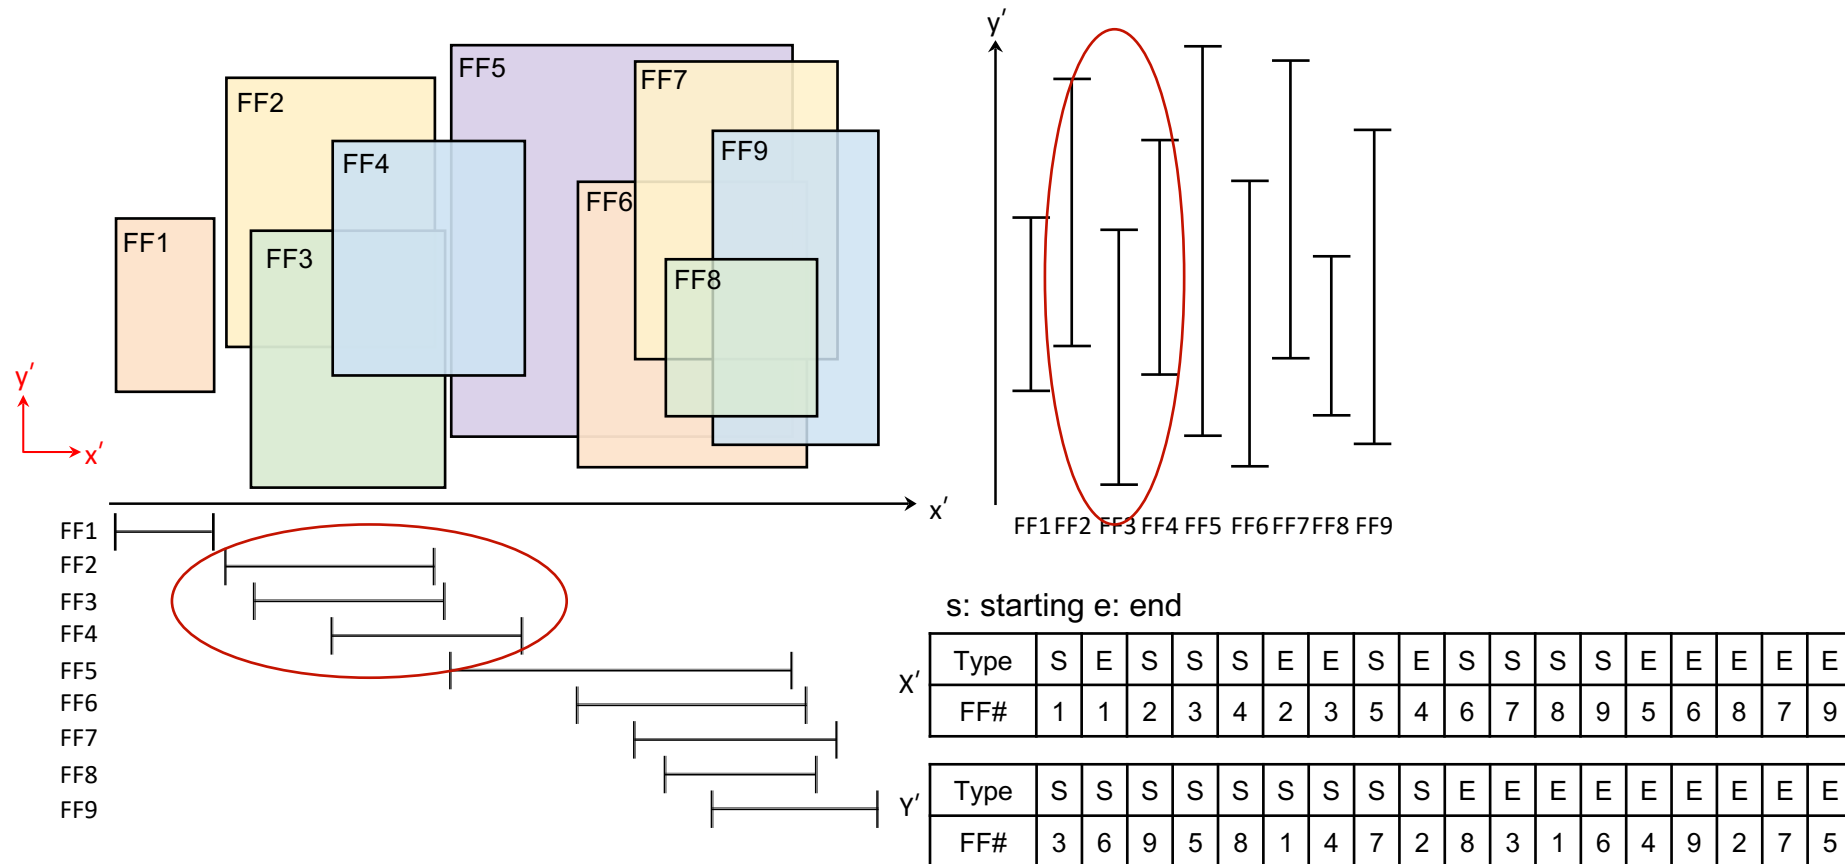 y′
FF5
FF7
FF2
FF9
FF4
FF6
FF1
FF3
FF8
y′
x′
x′
FF1
FF2
FF3
FF4
FF5
FF6
FF7
FF8
FF9
FF1 FF2 FF3 FF4 FF5 FF6 FF7 FF8 FF9
s: starting e: end
X′
Type S E S S S E E S E S S S S E E E E E
FF# 1 1 2 3 4 2 3 5 4 6 7 8 9 5 6 8 7 9
Y′
Type S S S S S S S S S E E E E E E E E E
FF# 3 6 9 5 8 1 4 7 2 8 3 1 6 4 9 2 7 5